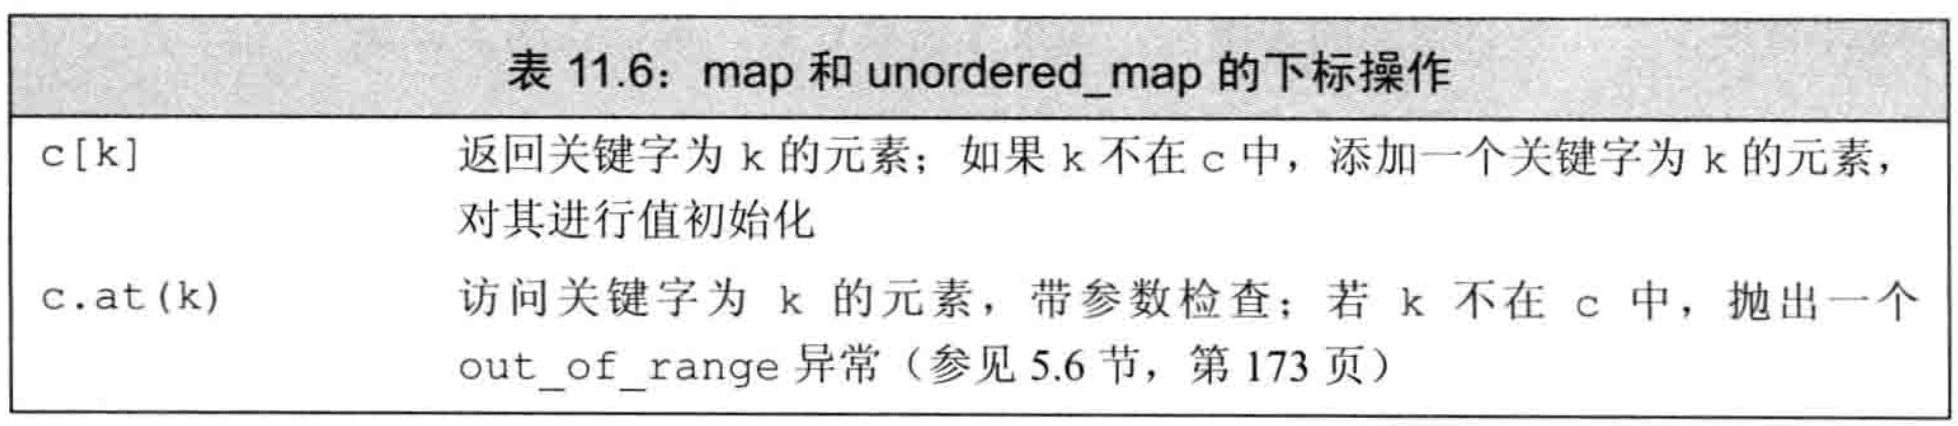 表 11.6：map 和 unordered_map 的下标操作
c[k] 返回关键字为 k 的元素；如果 k 不在 c 中，添加一个关键字为 k 的元素，
对其进行值初始化
c.at(k) 访问关键字为 k 的元素，带参数检查；若 k 不在 c 中，抛出一个
out_of_range 异常（参见 5.6 节，第 173 页）